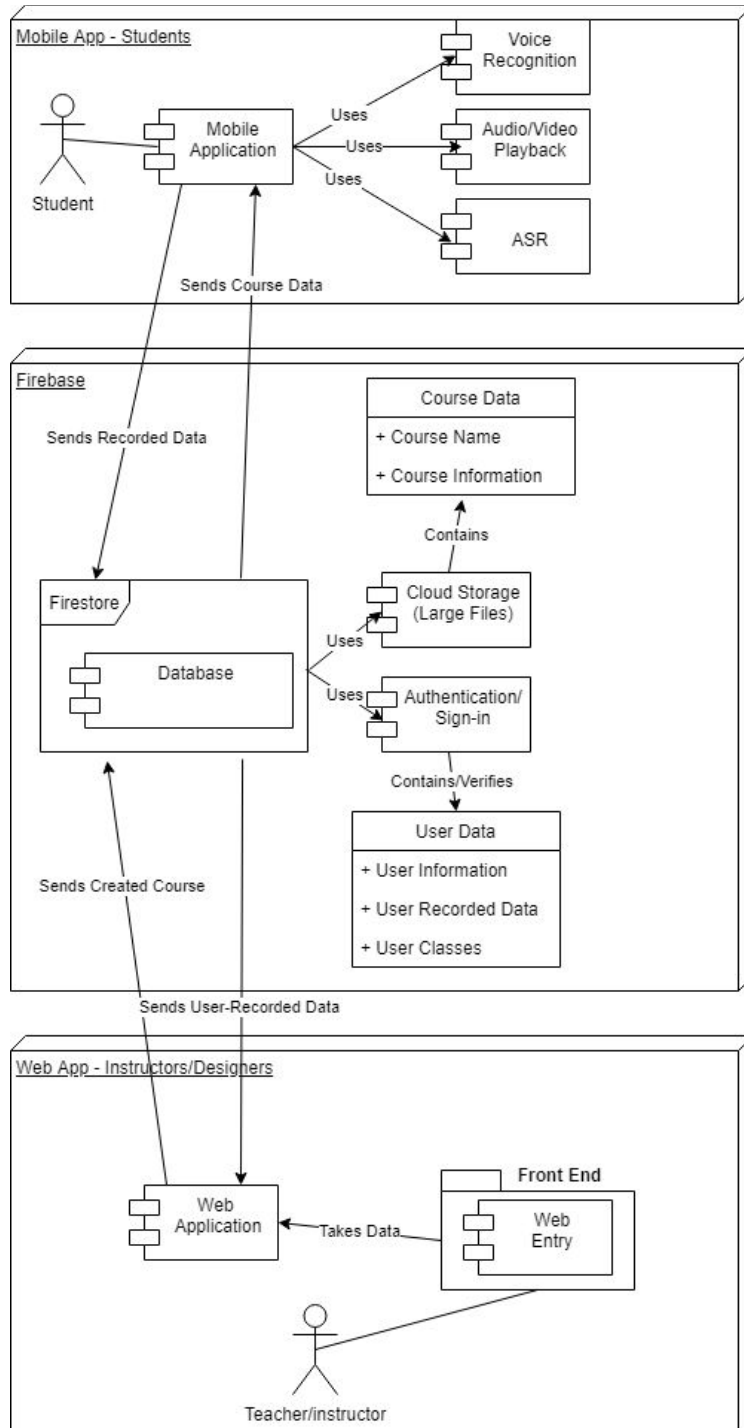 Mobile App - Students
Voice
Recognition
Student
Mobile
Application
Uses
Uses
Uses
Audio/Video
Playback
ASR
Sends Course Data
Firebase
Sends Recorded Data
Course Data
+ Course Name
+ Course Information
Contains
Firestore
Database
Uses
Cloud Storage
(Large Files)
Uses
Authentication/
Sign-in
Contains/Verifies
User Data
+ User Information
+ User Recorded Data
+ User Classes
Sends Created Course
Sends User-Recorded Data
Web App - Instructors/Designers
Web
Application
Takes Data
Front End
Web
Entry
Teacher/instructor